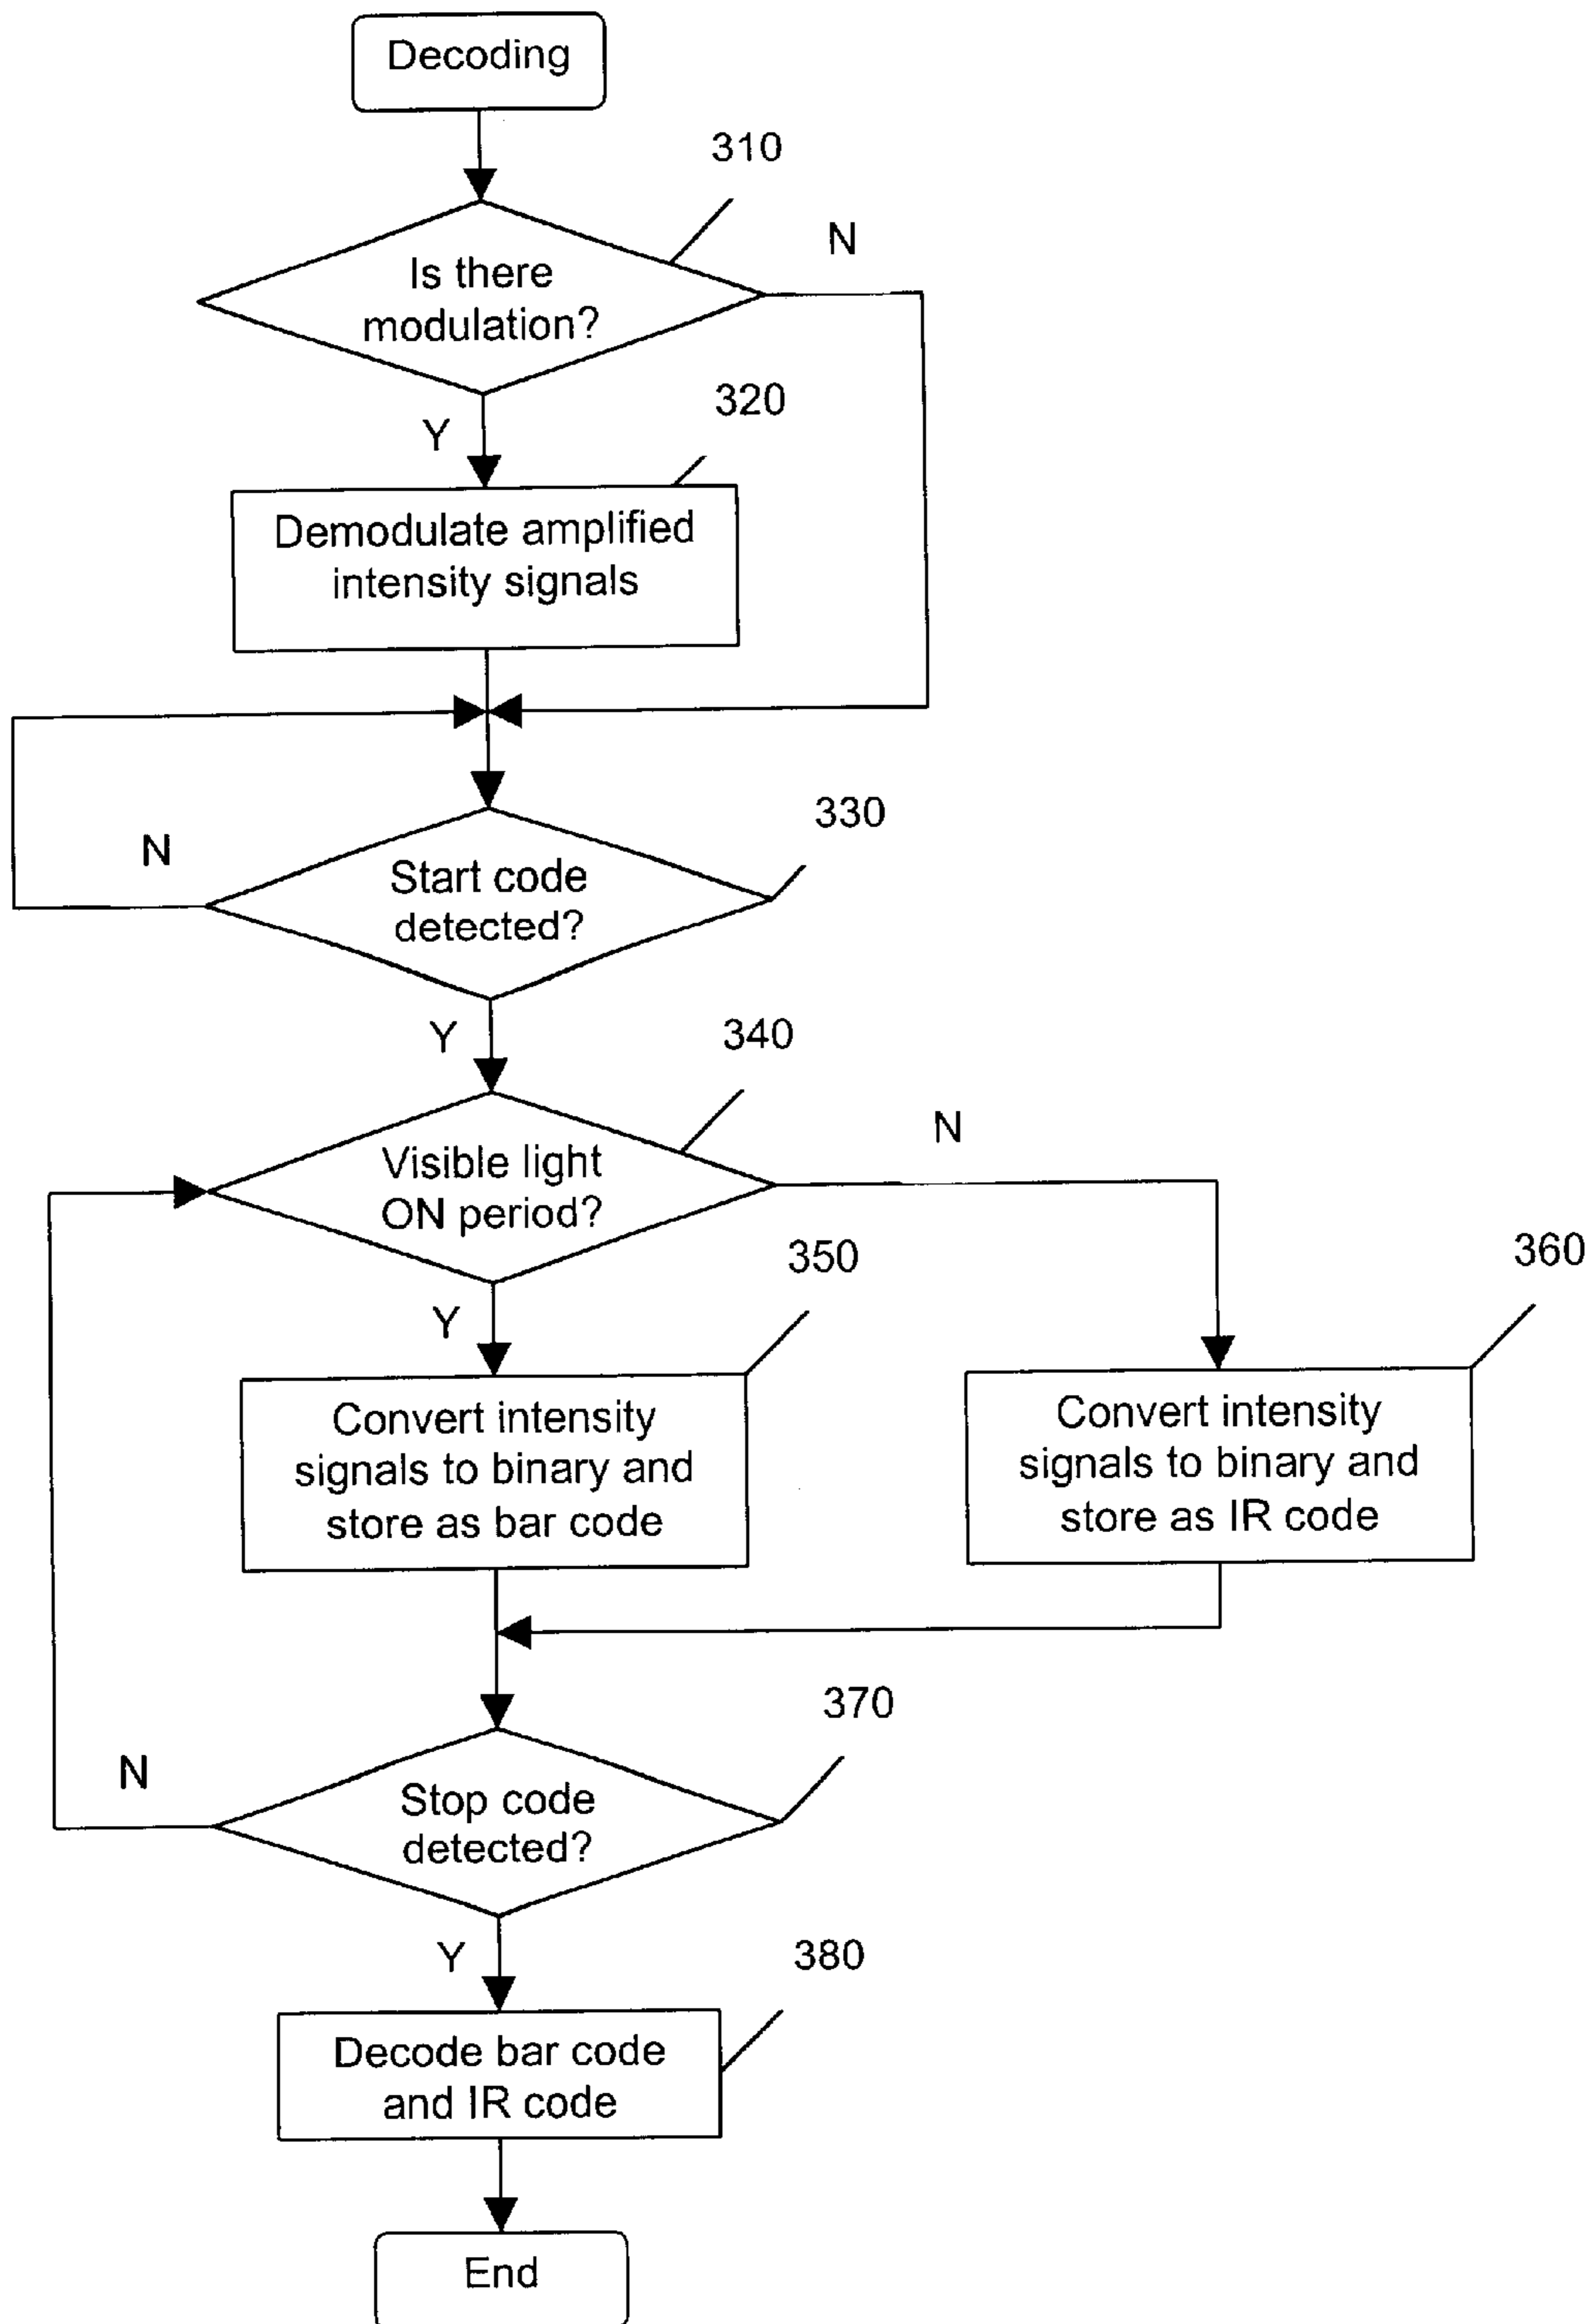 Decoding
310
N
Is there
modulation?
320
Y
Demodulate amplified
intensity signals
330
N
Start code
detected?
Y
340
N
Visible light
ON period?
350
360
Y
Convert intensity
signals to binary and
store as bar code
Convert intensity
signals to binary and
store as IR code
370
N
Stop code
detected?
Y
380
Decode bar code
and IR code
End